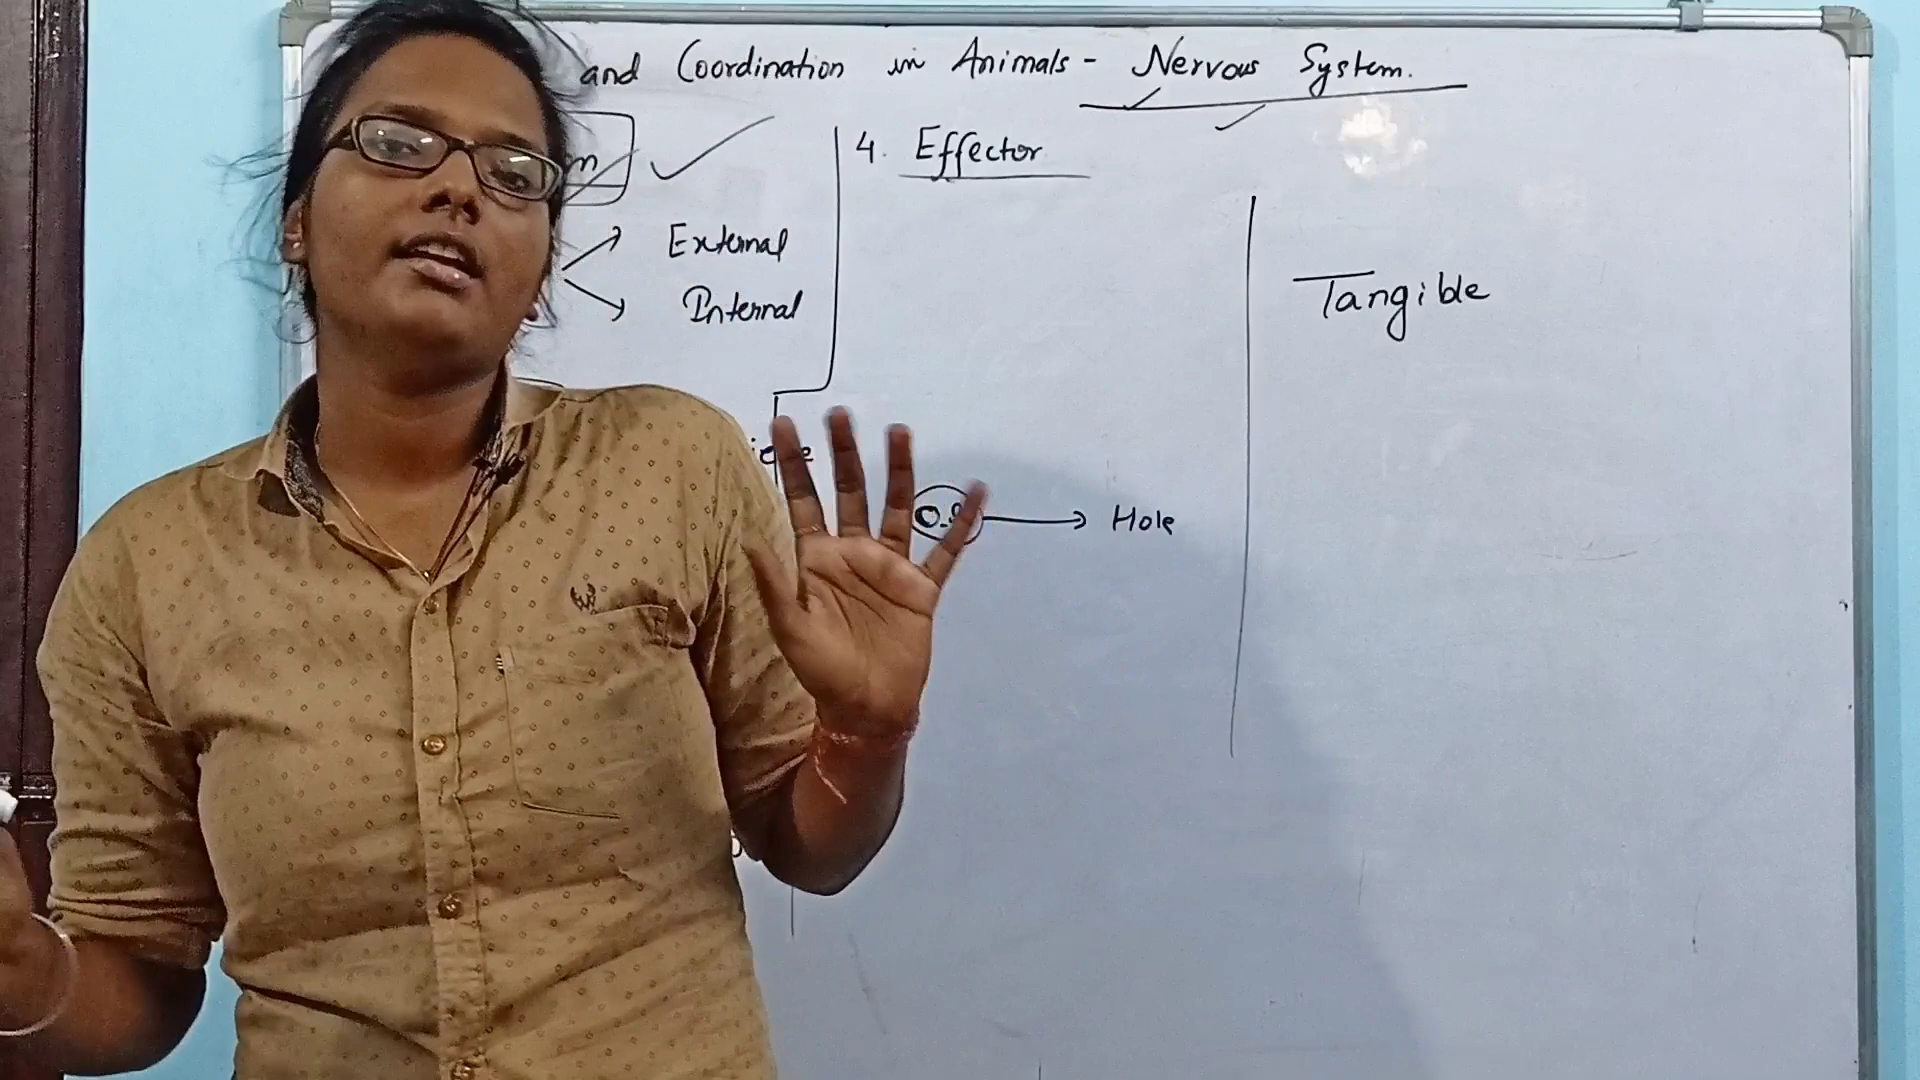 and Coordination in Animals - Nervous System.
4. Effector
External
Internal
Tangible
Hole